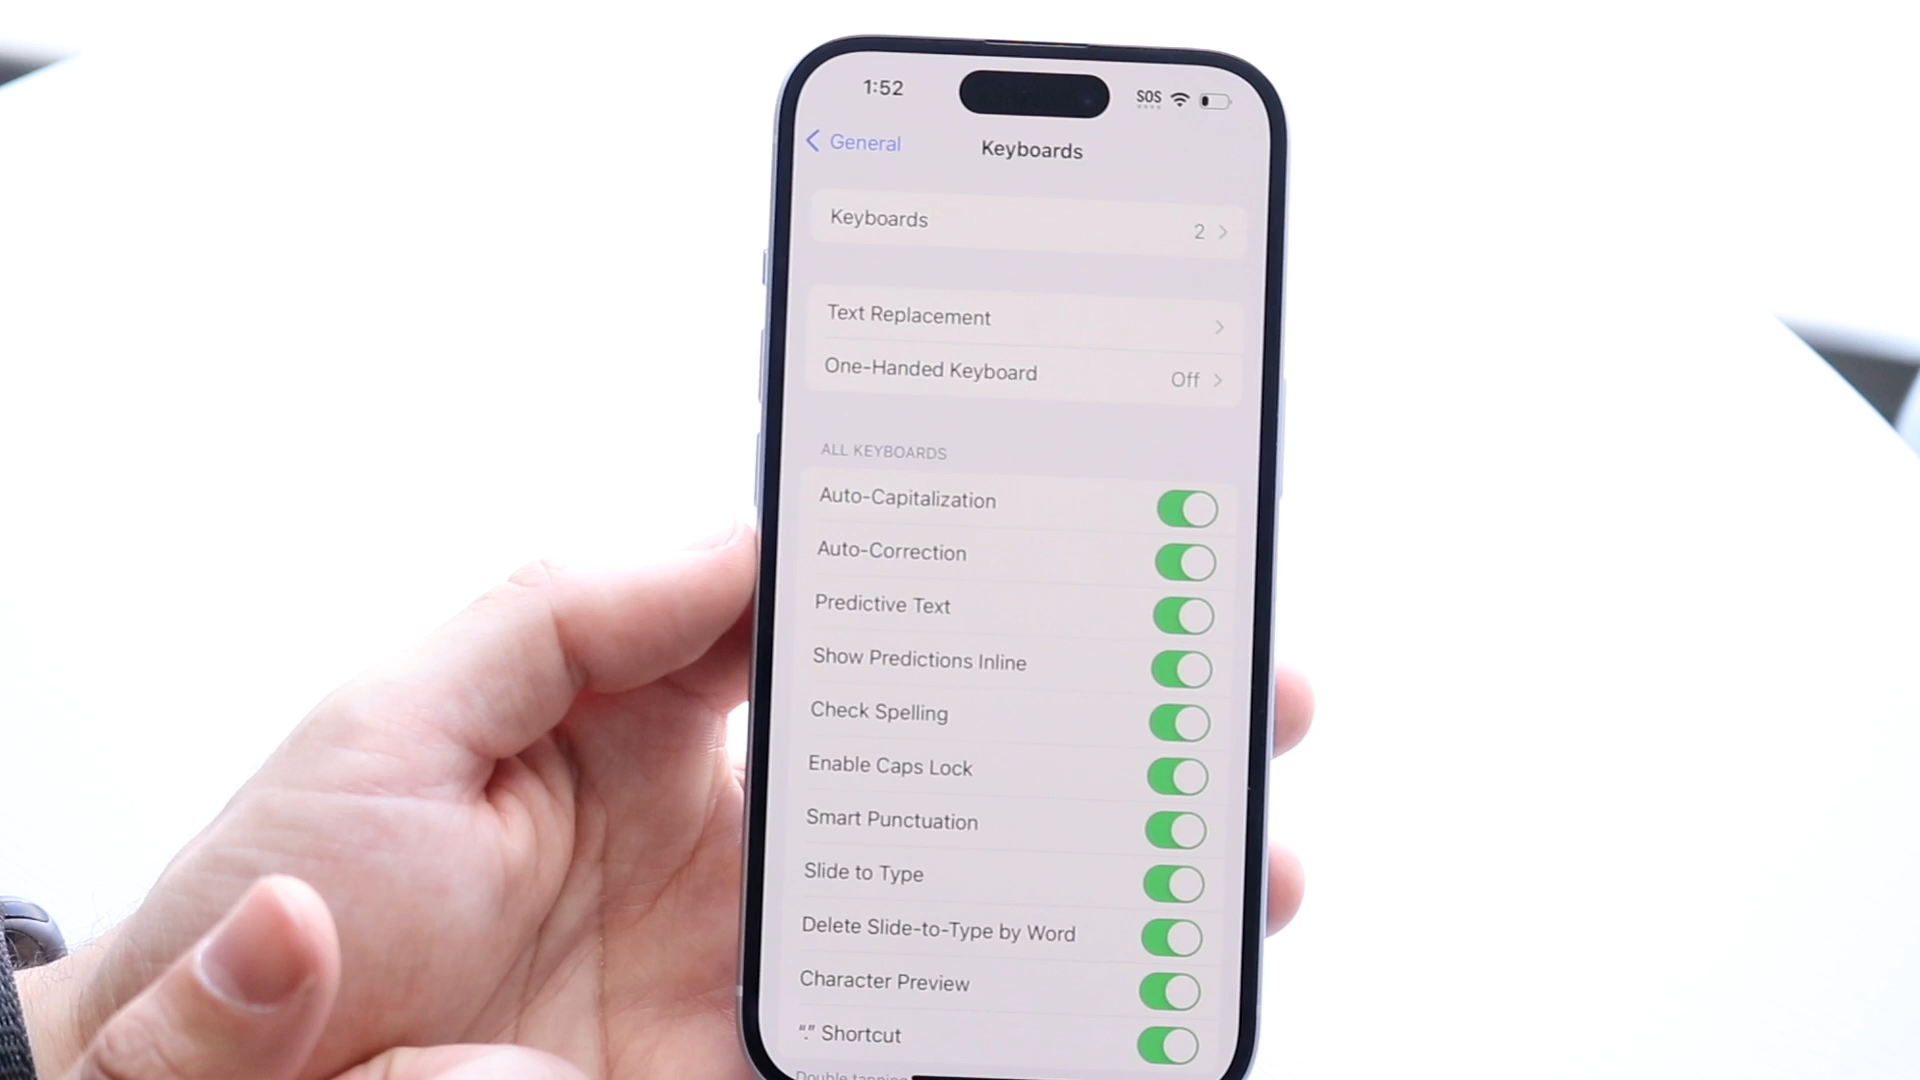 1:52 SOS
General Keyboards
Keyboards 2
Text Replacement
One-Handed Keyboard Off
ALL KEYBOARDS
Auto-Capitalization
Auto-Correction
Predictive Text
Show Predictions Inline
Check Spelling
Enable Caps Lock
Smart Punctuation
Slide to Type
Delete Slide-to-Type by Word
Character Preview
“.” Shortcut
Double tapping